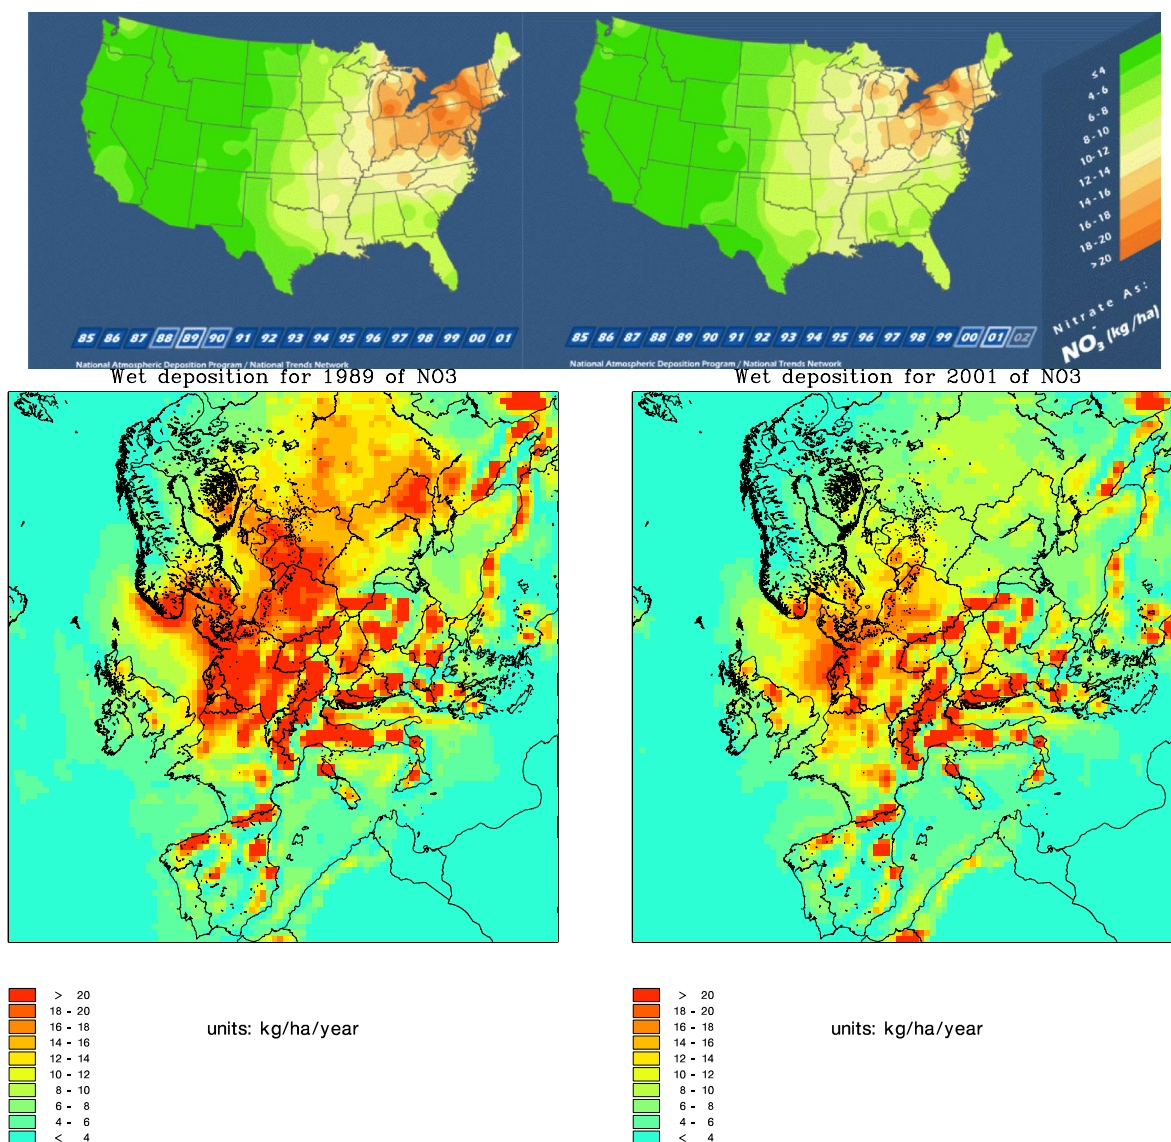 ≤4
4-6
6-8
8-10
10-12
12-14
14-16
16-18
18-20
>20
Nitrate As:
NO3- (kg/ha)
85 86 87 88 89 90 91 92 93 94 95 96 97 98 99 00 01
85 86 87 88 89 90 91 92 93 94 95 96 97 98 99 00 01 02
National Atmospheric Deposition Program / National Trends Network
National Atmospheric Deposition Program / National Trends Network
Wet deposition for 1989 of NO3
Wet deposition for 2001 of NO3
> 20
18 - 20
16 - 18
14 - 16
12 - 14
10 - 12
8 - 10
6 - 8
4 - 6
< 4
units: kg/ha/year
> 20
18 - 20
16 - 18
14 - 16
12 - 14
10 - 12
8 - 10
6 - 8
4 - 6
< 4
units: kg/ha/year